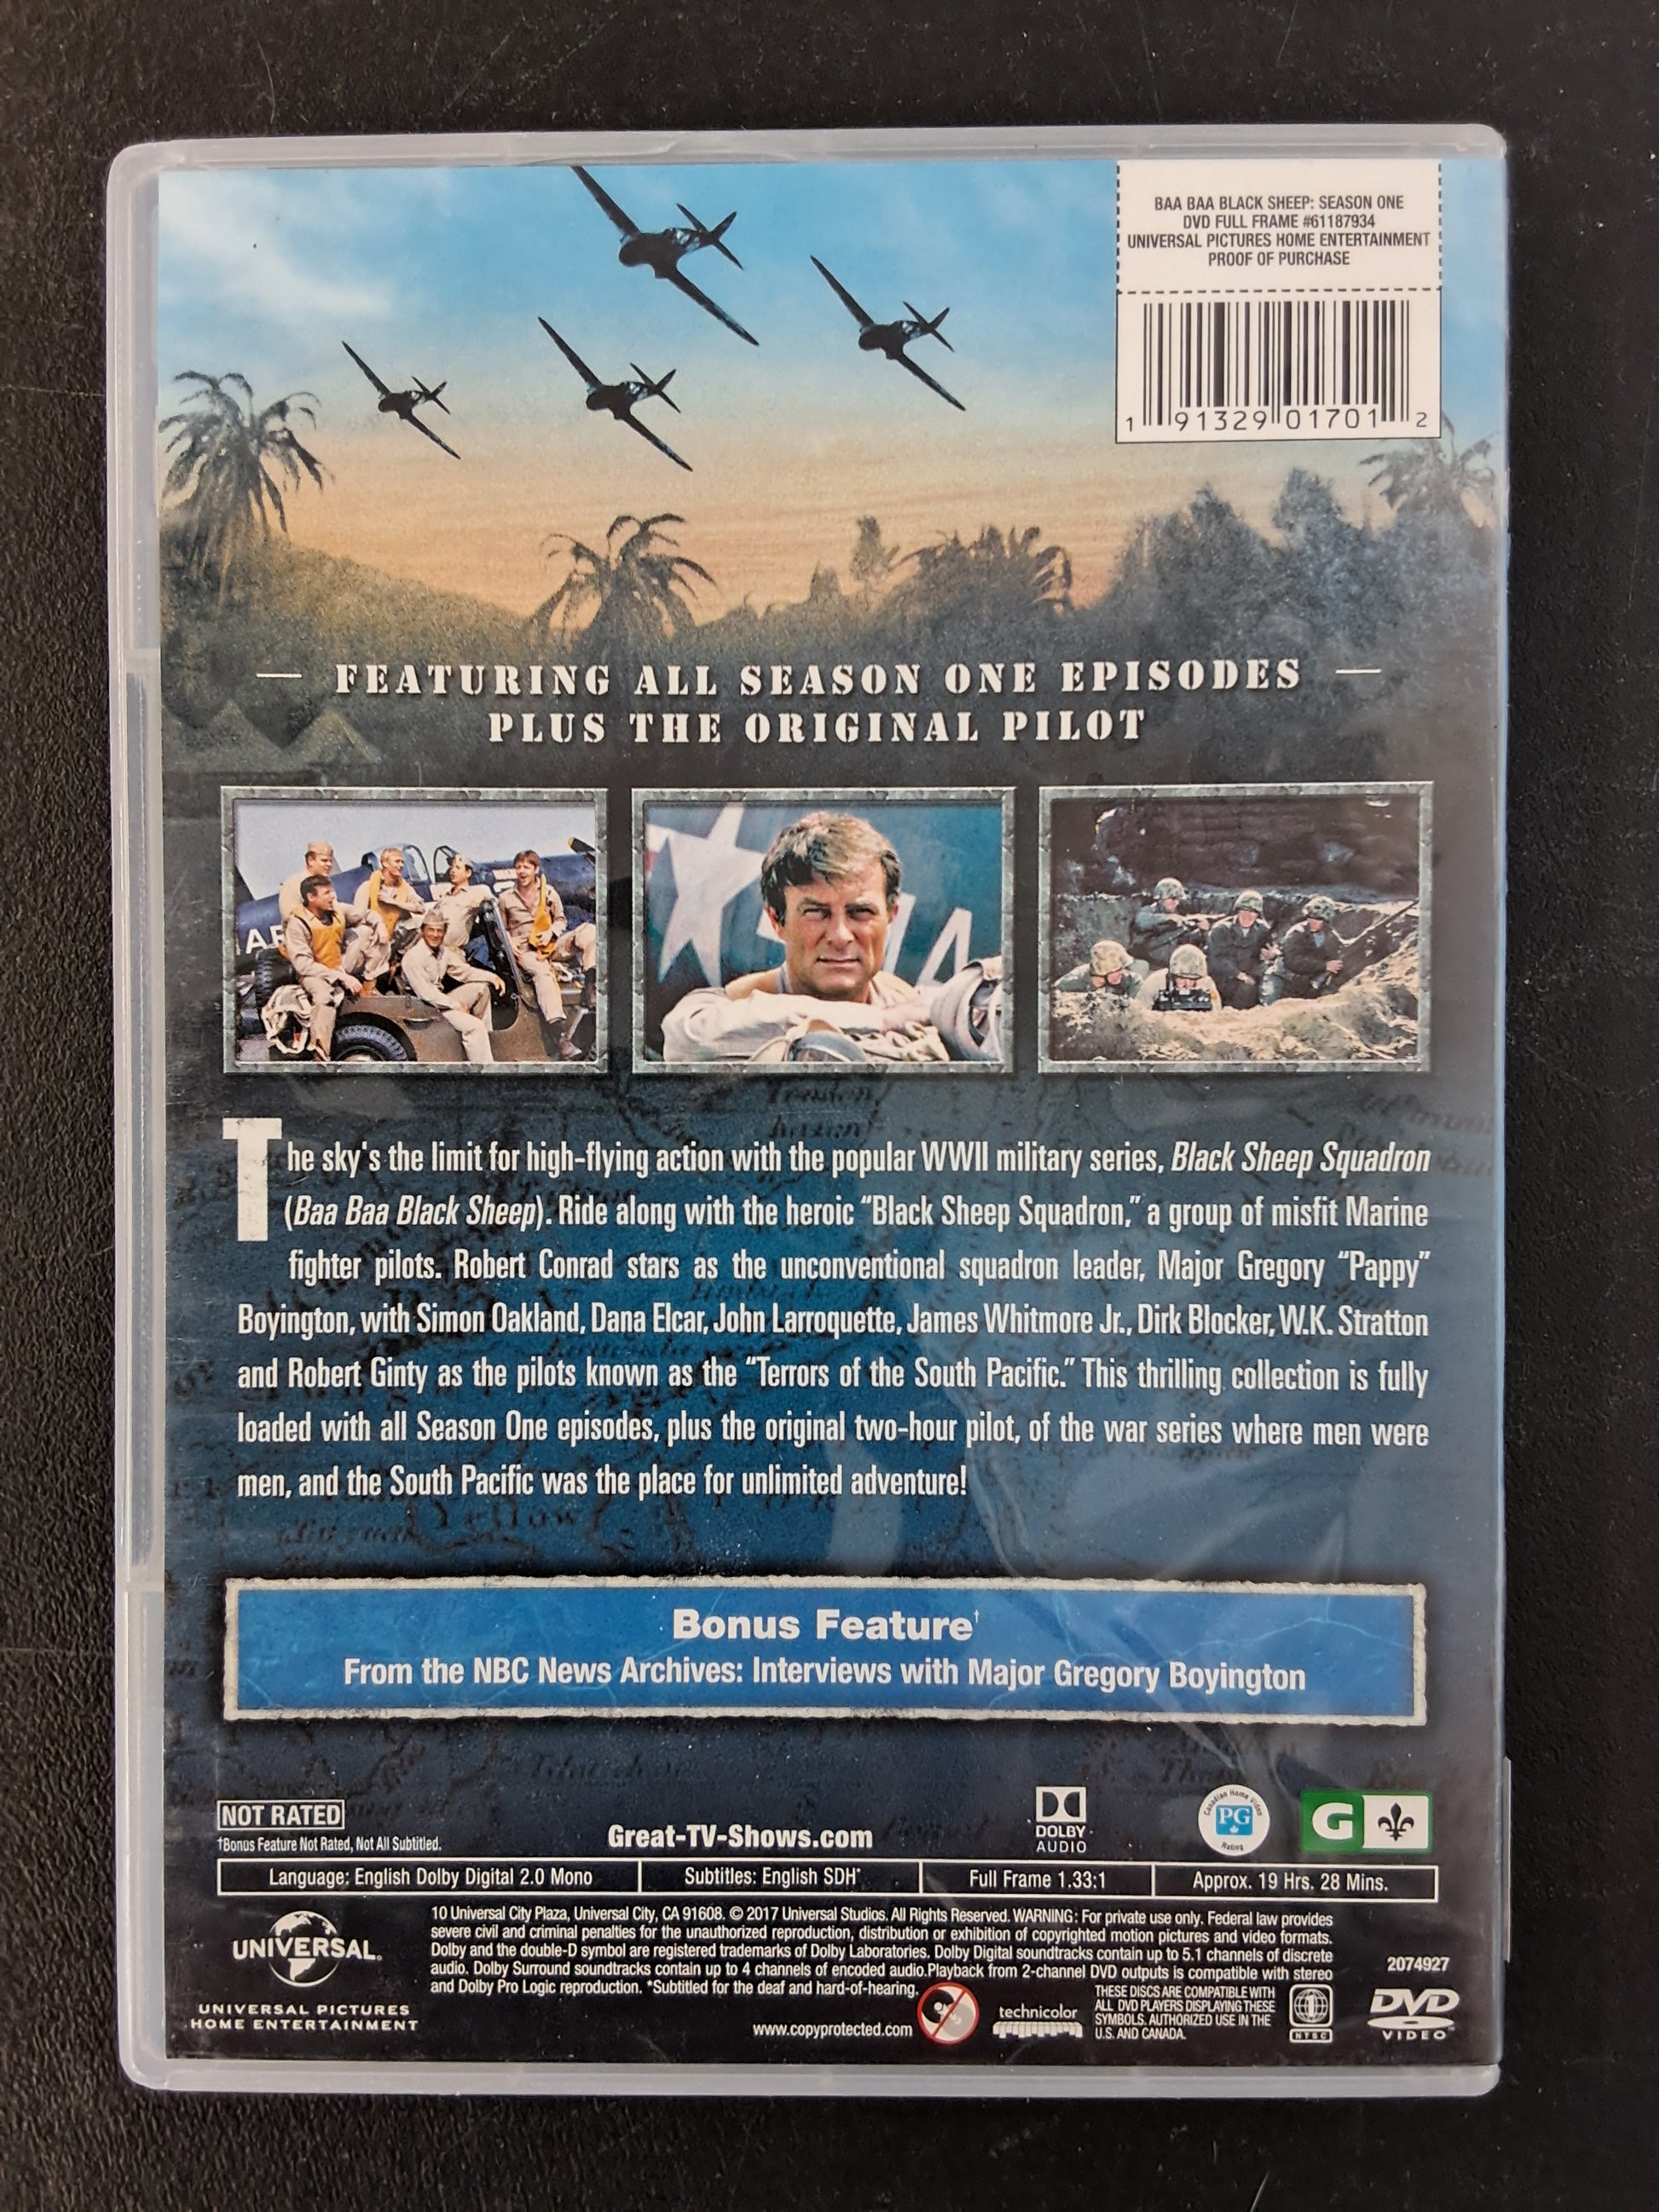 BAA BAA BLACK SHEEP: SEASON ONE
DVD FULL FRAME #61187934
UNIVERSAL PICTURES HOME ENTERTAINMENT
PROOF OF PURCHASE
1 91329 01701 2
FEATURING ALL SEASON ONE EPISODES
PLUS THE ORIGINAL PILOT
The sky's the limit for high-flying action with the popular WWII military series, Black Sheep Squadron
(Baa Baa Black Sheep). Ride along with the heroic “Black Sheep Squadron,” a group of misfit Marine
fighter pilots. Robert Conrad stars as the unconventional squadron leader, Major Gregory “Pappy”
Boyington, with Simon Oakland, Dana Elcar, John Larroquette, James Whitmore Jr., Dirk Blocker, W.K. Stratton
and Robert Ginty as the pilots known as the “Terrors of the South Pacific.” This thrilling collection is fully
loaded with all Season One episodes, plus the original two-hour pilot, of the war series where men were
men, and the South Pacific was the place for unlimited adventure!
Bonus Feature†
From the NBC News Archives: Interviews with Major Gregory Boyington
NOT RATED
†Bonus Feature Not Rated, Not All Subtitled.
Great-TV-Shows.com
DOLBY
AUDIO
Canadian Home Video
PG
Rating
G
Language: English Dolby Digital 2.0 Mono
Subtitles: English SDH*
Full Frame 1.33:1
Approx. 19 Hrs. 28 Mins.
UNIVERSAL
UNIVERSAL PICTURES
HOME ENTERTAINMENT
10 Universal City Plaza, Universal City, CA 91608. © 2017 Universal Studios. All Rights Reserved. WARNING: For private use only. Federal law provides
severe civil and criminal penalties for the unauthorized reproduction, distribution or exhibition of copyrighted motion pictures and video formats.
Dolby and the double-D symbol are registered trademarks of Dolby Laboratories. Dolby Digital soundtracks contain up to 5.1 channels of discrete
audio. Dolby Surround soundtracks contain up to 4 channels of encoded audio.Playback from 2-channel DVD outputs is compatible with stereo
and Dolby Pro Logic reproduction. *Subtitled for the deaf and hard-of-hearing.
www.copyprotected.com
technicolor
THESE DISCS ARE COMPATIBLE WITH
ALL DVD PLAYERS DISPLAYING THESE
SYMBOLS. AUTHORIZED USE IN THE
U.S. AND CANADA.
1
NTSC
2074927
DVD
VIDEO™